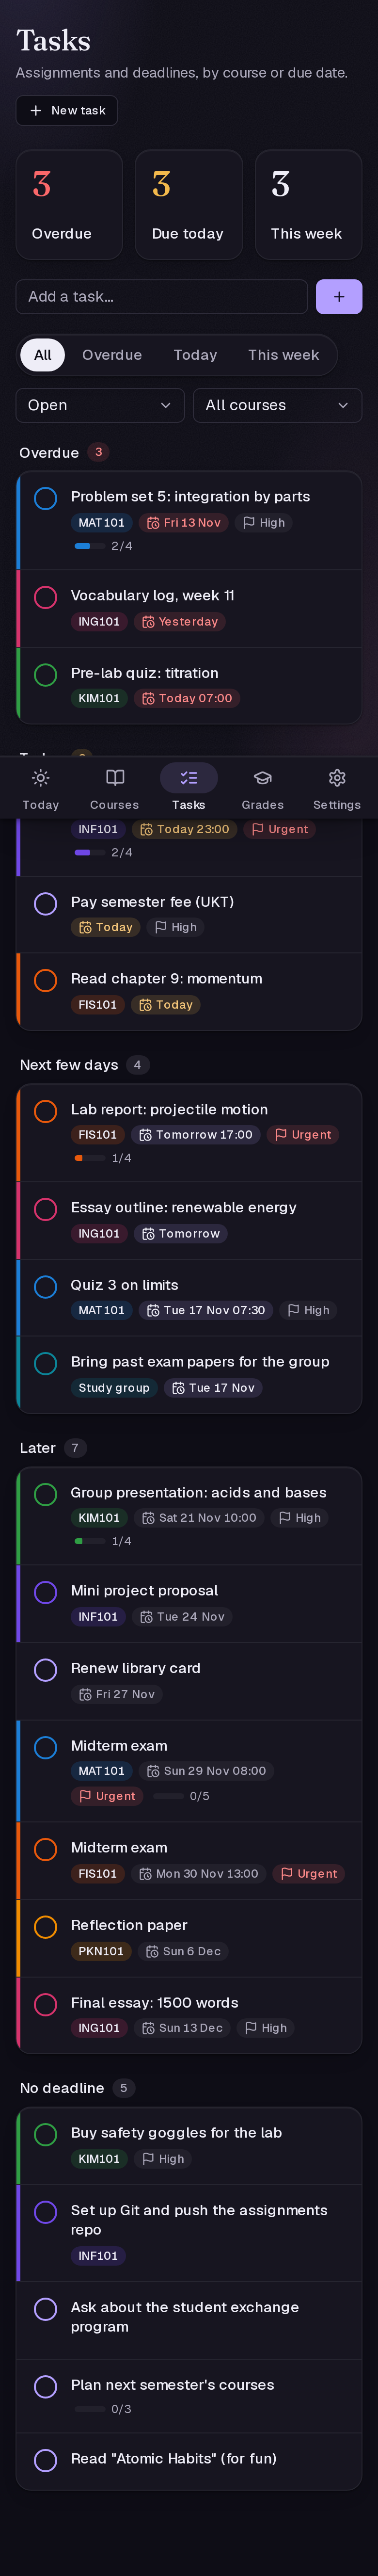 Tasks
Assignments and deadlines, by course or due date.
New task
3
3
3
Overdue
Due today
This week
Add a task...
All
Overdue
Today
This week
Open
All courses
Overdue 3
Problem set 5: integration by parts
MAT101 Fri 13 Nov High
2/4
Vocabulary log, week 11
ING101 Yesterday
Pre-lab quiz: titration
KIM101 Today 07:00
Today Courses Tasks Grades Settings
INF101 Today 23:00 Urgent
2/4
Pay semester fee (UKT)
Today High
Read chapter 9: momentum
FIS101 Today
Next few days 4
Lab report: projectile motion
FIS101 Tomorrow 17:00 Urgent
1/4
Essay outline: renewable energy
ING101 Tomorrow
Quiz 3 on limits
MAT101 Tue 17 Nov 07:30 High
Bring past exam papers for the group
Study group Tue 17 Nov
Later 7
Group presentation: acids and bases
KIM101 Sat 21 Nov 10:00 High
1/4
Mini project proposal
INF101 Tue 24 Nov
Renew library card
Fri 27 Nov
Midterm exam
MAT101 Sun 29 Nov 08:00
Urgent 0/5
Midterm exam
FIS101 Mon 30 Nov 13:00 Urgent
Reflection paper
PKN101 Sun 6 Dec
Final essay: 1500 words
ING101 Sun 13 Dec High
No deadline 5
Buy safety goggles for the lab
KIM101 High
Set up Git and push the assignments
repo
INF101
Ask about the student exchange
program
Plan next semester's courses
0/3
Read "Atomic Habits" (for fun)